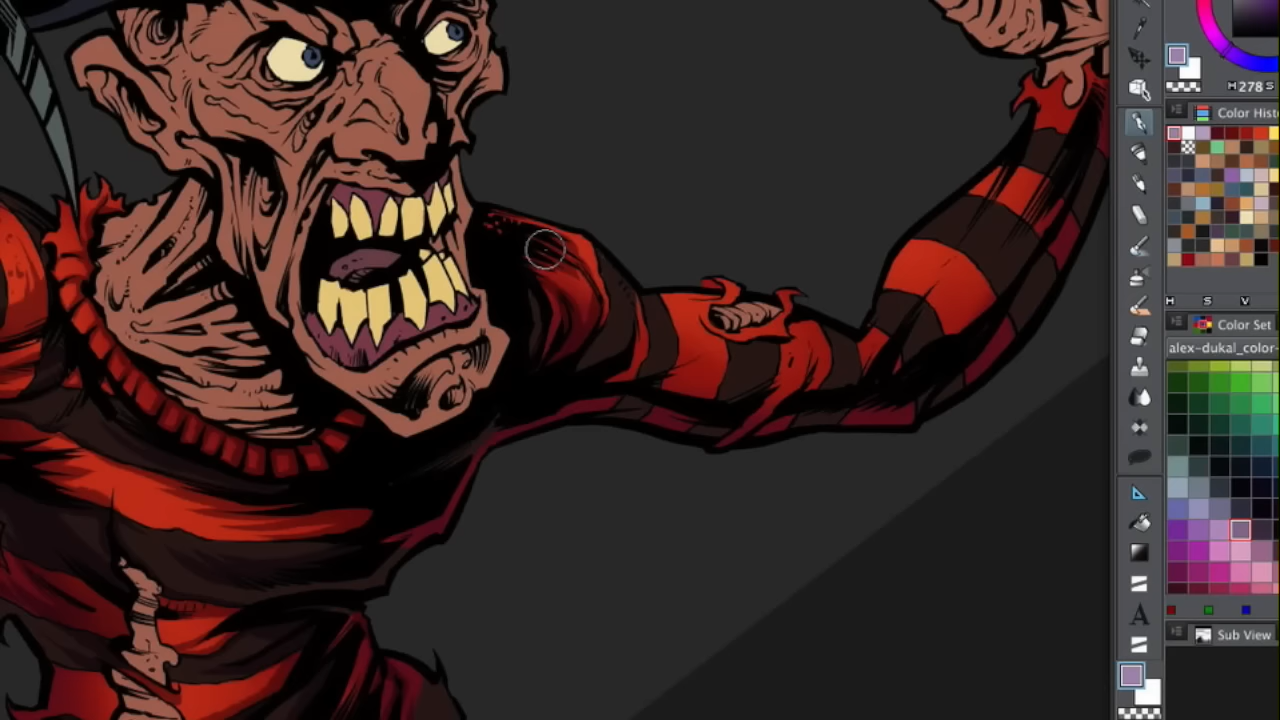 H 278 S
Color Hist
H S V
Color Set
alex-dukal_color-
A
Sub View